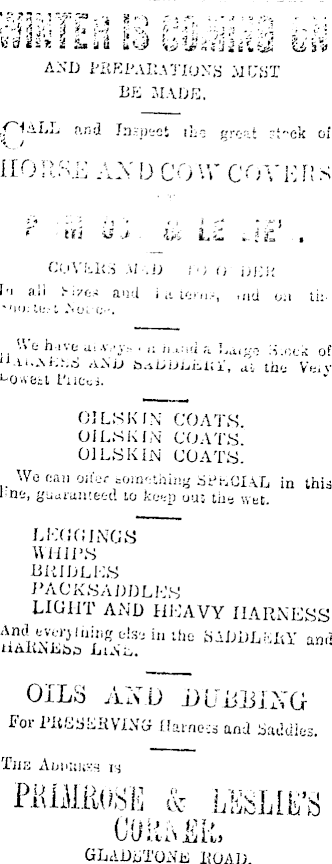 WINTER IS COMING ON
AND PREPARATIONS MUST
BE MADE.
CALL and Inspect the great stock of
HORSE AND COW COVERS
COVERS MADE TO ORDER
In all Sizes and Patterns, and on the
Shortest Notice.
We have always on hand a Large Stock of
HARNESS AND SADDLERY, at the Very
Lowest Prices.
OILSKIN COATS.
OILSKIN COATS.
OILSKIN COATS.
We can offer something SPECIAL in this
line, guaranteed to keep out the wet.
LEGGINGS
WHIPS
BRIDLES
PACKSADDLES
LIGHT AND HEAVY HARNESS
And everything else in the SADDLERY and
HARNESS LINE.
OILS AND DUBBING
For PRESERVING Harness and Saddles.
THE ADDRESS IS
PRIMROSE & LESLIE'S
CORNER,
GLADSTONE ROAD.